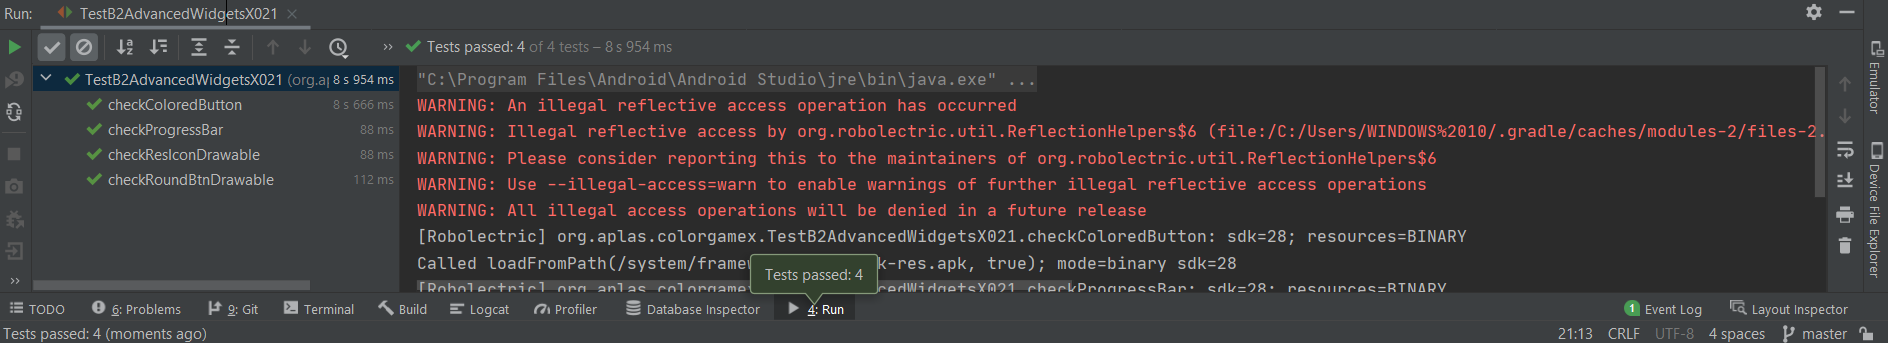 Run: TestB2AdvancedWidgetsX021
Tests passed: 4 of 4 tests – 8 s 954 ms
TestB2AdvancedWidgetsX021 (org.ap 8 s 954 ms
checkColoredButton 8 s 666 ms
checkProgressBar 88 ms
checkResIconDrawable 88 ms
checkRoundBtnDrawable 112 ms
"C:\Program Files\Android\Android Studio\jre\bin\java.exe" ...
WARNING: An illegal reflective access operation has occurred
WARNING: Illegal reflective access by org.robolectric.util.ReflectionHelpers$6 (file:/C:/Users/WINDOWS%2010/.gradle/caches/modules-2/files-2.
WARNING: Please consider reporting this to the maintainers of org.robolectric.util.ReflectionHelpers$6
WARNING: Use --illegal-access=warn to enable warnings of further illegal reflective access operations
WARNING: All illegal access operations will be denied in a future release
[Robolectric] org.aplas.colorgamex.TestB2AdvancedWidgetsX021.checkColoredButton: sdk=28; resources=BINARY
Called loadFromPath(/system/framew k-res.apk, true); mode=binary sdk=28
[Robolectric] org.aplas.colorgamex vancedWidgetsX021.checkProgressBar: sdk=28; resources=BINARY
Tests passed: 4
Emulator
Device File Explorer
TODO 6: Problems 9: Git Terminal Build Logcat Profiler Database Inspector 4: Run 1 Event Log Layout Inspector
Tests passed: 4 (moments ago) 21:13 CRLF UTF-8 4 spaces master